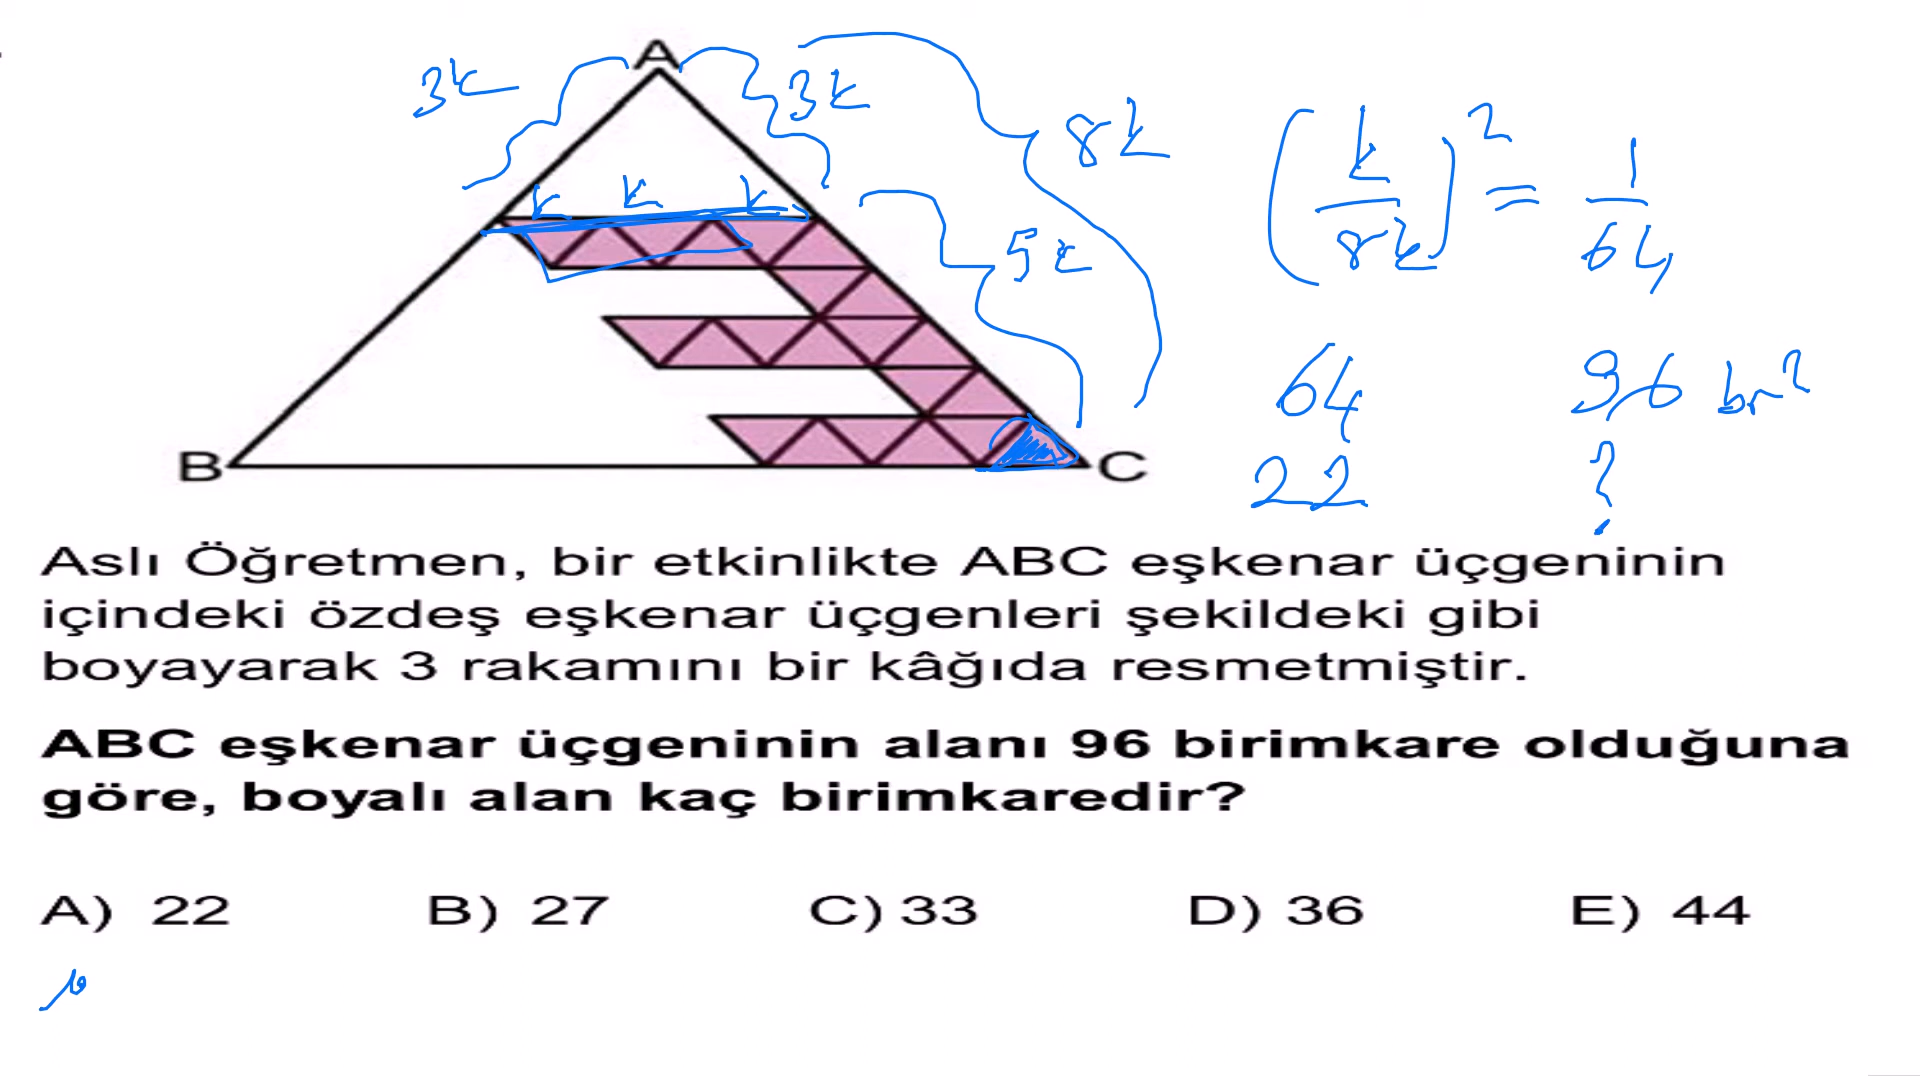 A
3k
3k
8k
k k k
5k
B
C
(k/8k)² = 1/64
64 96 br²
22 ?
Aslı Öğretmen, bir etkinlikte ABC eşkenar üçgeninin
içindeki özdeş eşkenar üçgenleri şekildeki gibi
boyayarak 3 rakamını bir kâğıda resmetmiştir.
ABC eşkenar üçgeninin alanı 96 birimkare olduğuna
göre, boyalı alan kaç birimkaredir?
A) 22 B) 27 C) 33 D) 36 E) 44